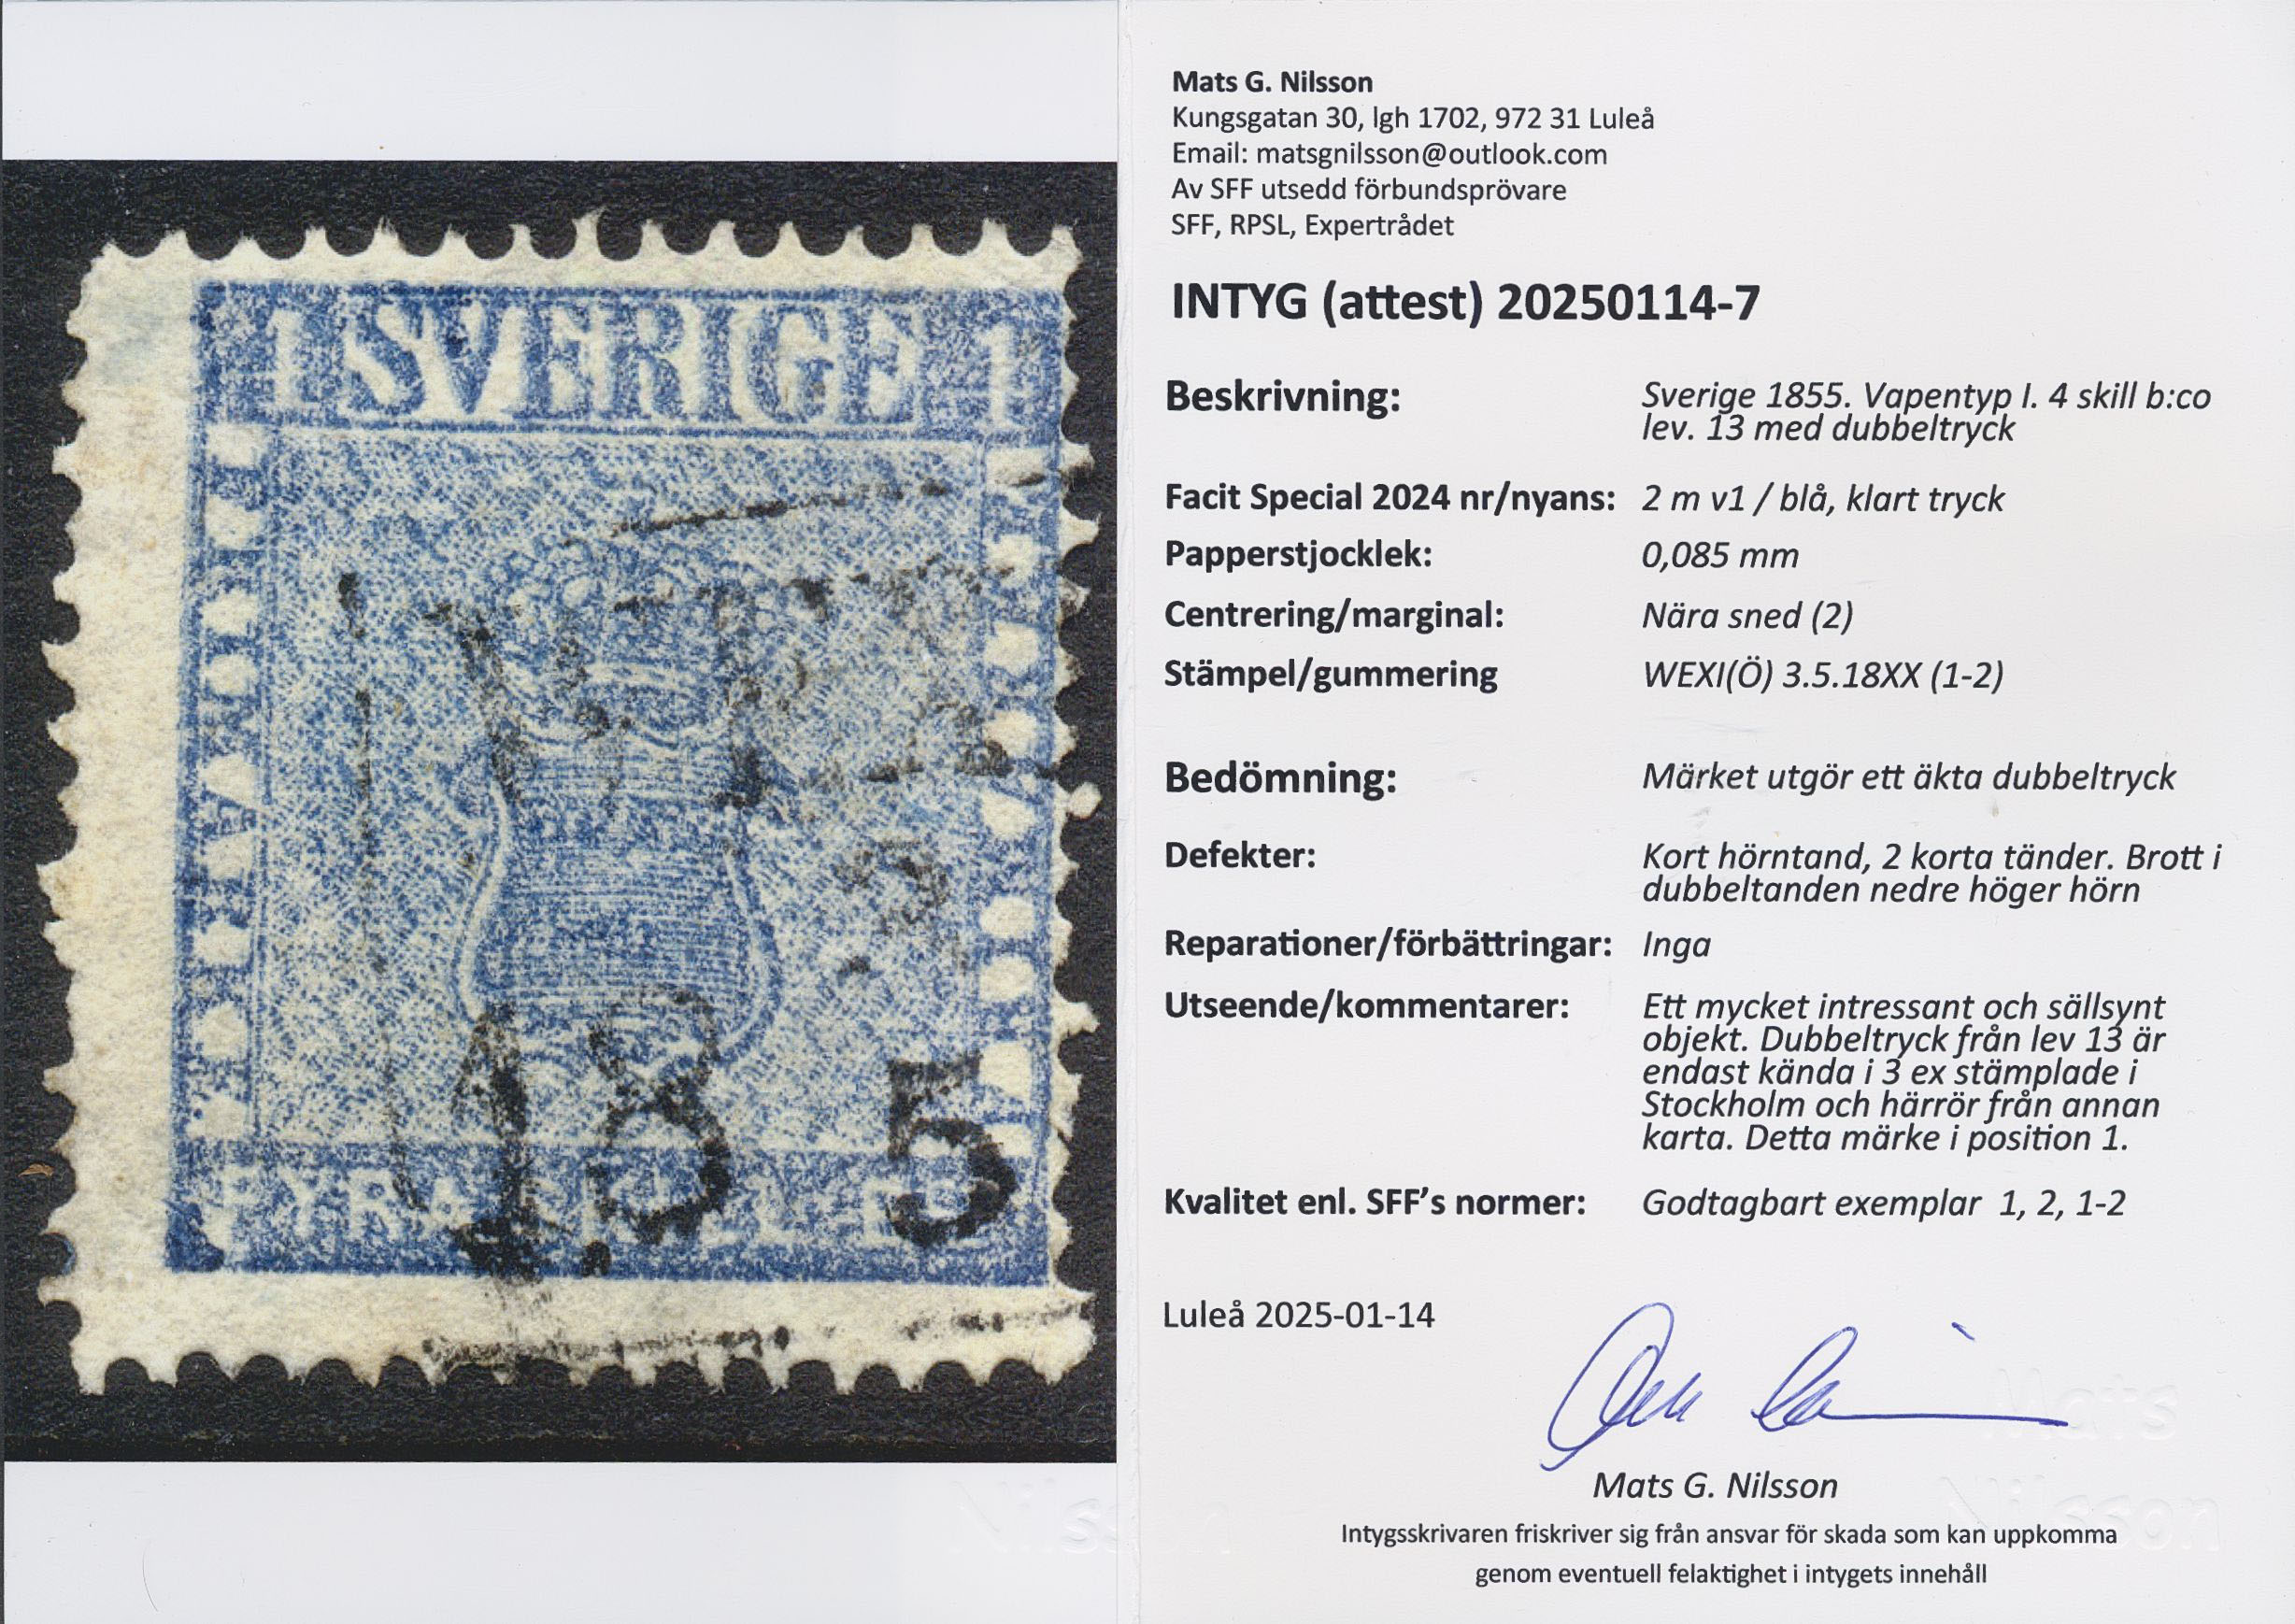 SVERIGE
FYRA
18
5
Mats G. Nilsson
Kungsgatan 30, lgh 1702, 972 31 Luleå
Email: matsgnilsson@outlook.com
Av SFF utsedd förbundsprövare
SFF, RPSL, Expertrådet
INTYG (attest) 20250114-7
Beskrivning: Sverige 1855. Vapentyp I. 4 skill b:co
lev. 13 med dubbeltryck
Facit Special 2024 nr/nyans: 2 m v1 / blå, klart tryck
Papperstjocklek: 0,085 mm
Centrering/marginal: Nära sned (2)
Stämpel/gummering WEXI(Ö) 3.5.18XX (1-2)
Bedömning: Märket utgör ett äkta dubbeltryck
Defekter: Kort hörntand, 2 korta tänder. Brott i
dubbeltanden nedre höger hörn
Reparationer/förbättringar: Inga
Utseende/kommentarer: Ett mycket intressant och sällsynt
objekt. Dubbeltryck från lev 13 är
endast kända i 3 ex stämplade i
Stockholm och härrör från annan
karta. Detta märke i position 1.
Kvalitet enl. SFF's normer: Godtagbart exemplar 1, 2, 1-2
Luleå 2025-01-14
Mats
Nilsson
Mats G. Nilsson
Intygsskrivaren friskriver sig från ansvar för skada som kan uppkomma
genom eventuell felaktighet i intygets innehåll